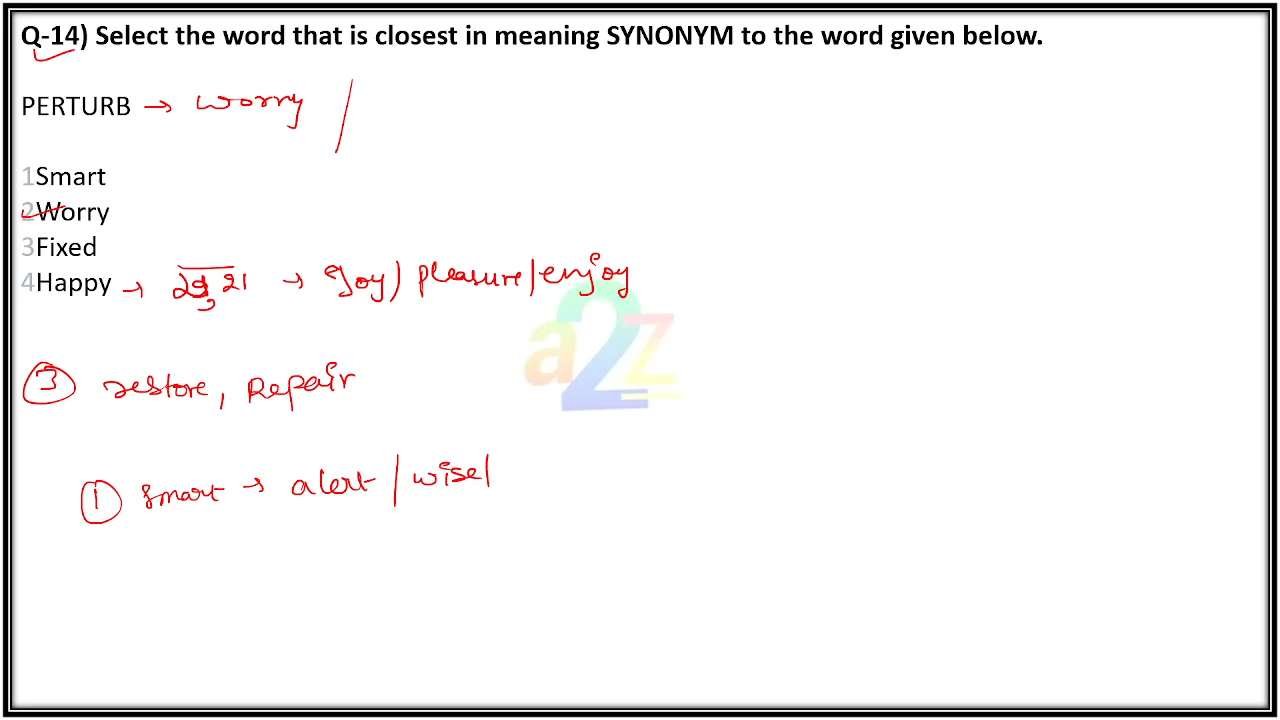 Q-14) Select the word that is closest in meaning SYNONYM to the word given below.
PERTURB → worry /
1Smart
2Worry
3Fixed
4Happy → खुश → Joy/ pleasure/enjoy
a2z
3 restore, Repair
1 smart → alert / wise/